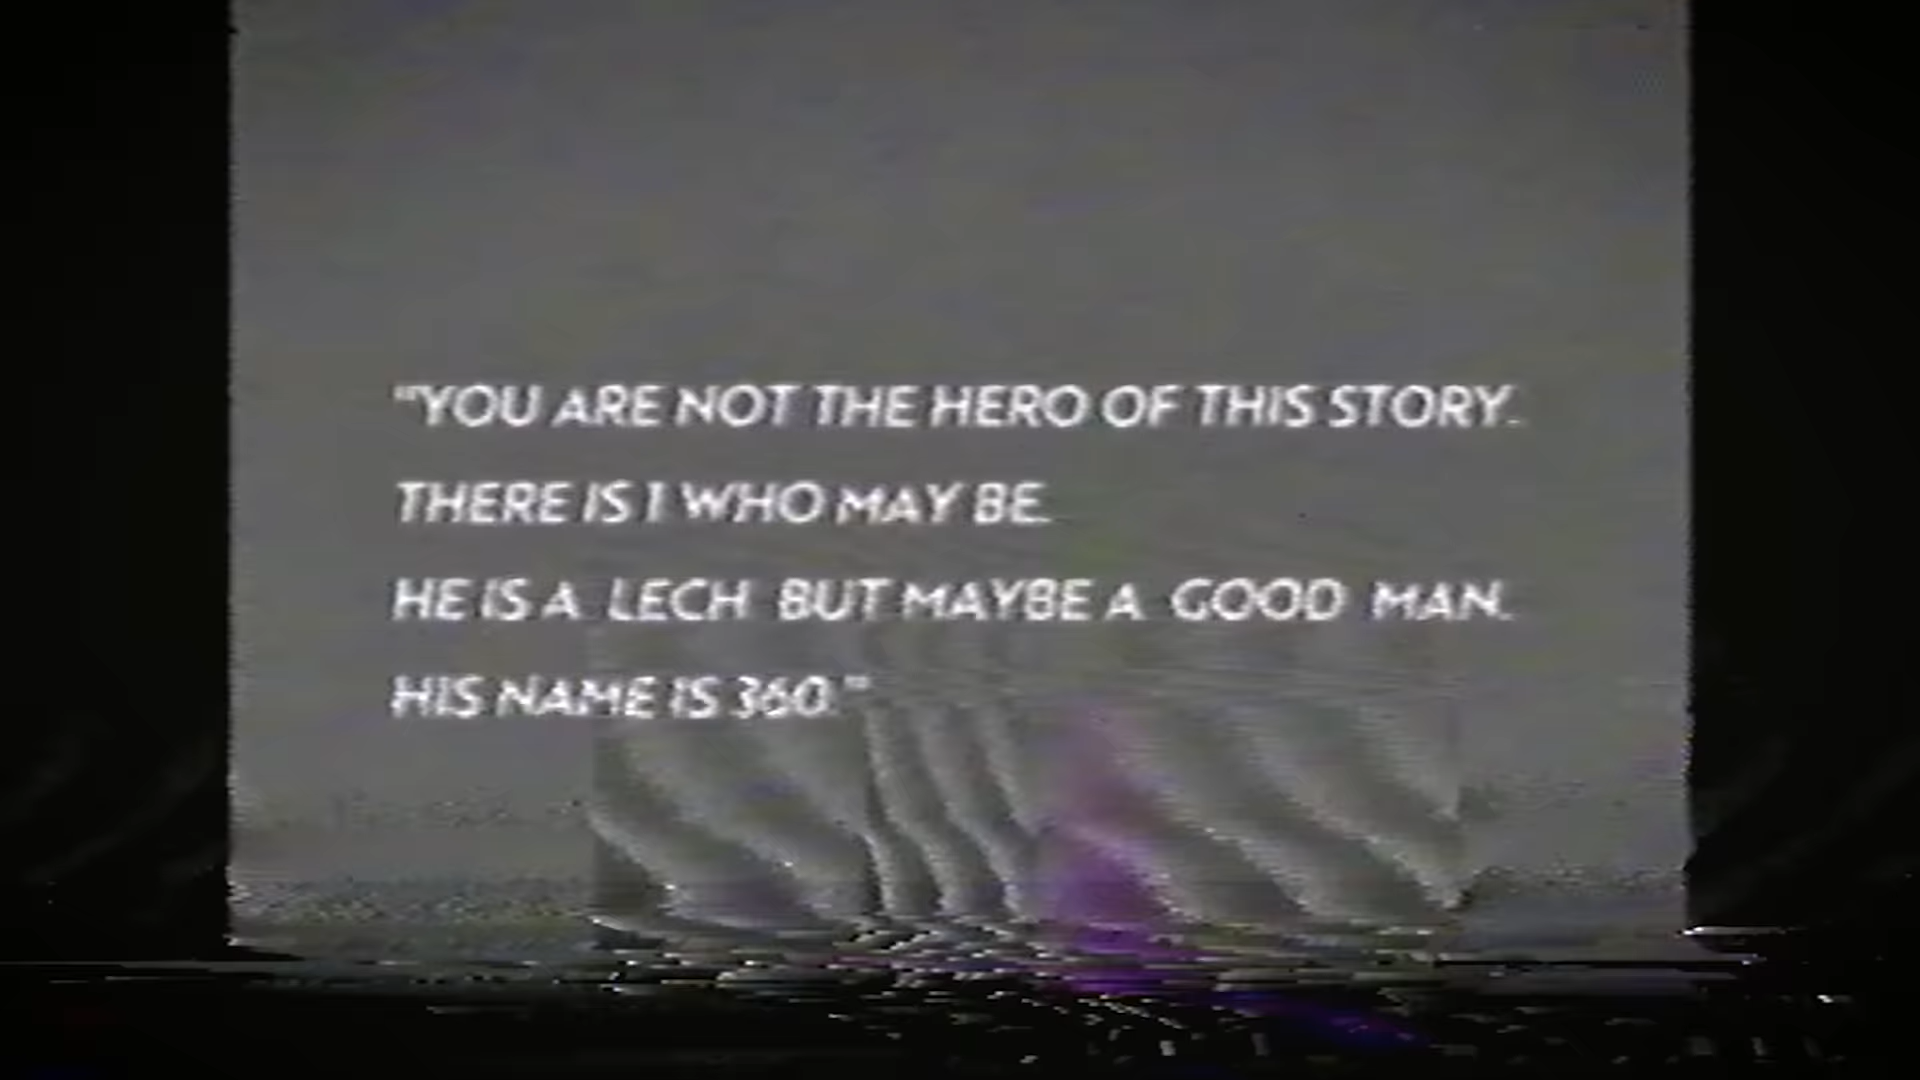 "YOU ARE NOT THE HERO OF THIS STORY.
THERE IS 1 WHO MAY BE.
HE IS A LECH BUT MAYBE A GOOD MAN.
HIS NAME IS 360."